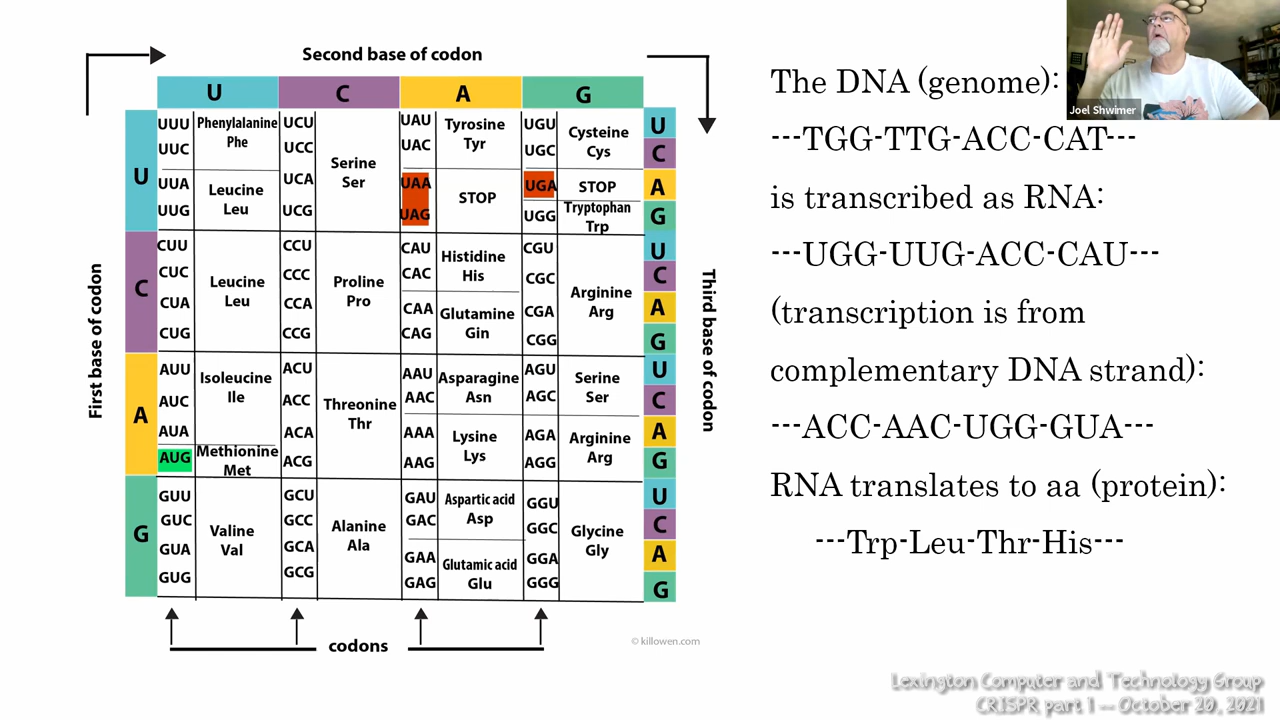 Second base of codon
U C A G
First base of codon
Third base of codon
U
UUU
UUC
Phenylalanine
Phe
UUA
UUG
Leucine
Leu
UCU
UCC
UCA
UCG
Serine
Ser
UAU
UAC
Tyrosine
Tyr
UAA
UAG
STOP
UGU
UGC
Cysteine
Cys
UGA
STOP
UGG
Tryptophan
Trp
U
C
A
G
C
CUU
CUC
CUA
CUG
Leucine
Leu
CCU
CCC
CCA
CCG
Proline
Pro
CAU
CAC
Histidine
His
CAA
CAG
Glutamine
Gin
CGU
CGC
CGA
CGG
Arginine
Arg
U
C
A
G
A
AUU
AUC
AUA
Isoleucine
Ile
AUG
Methionine
Met
ACU
ACC
ACA
ACG
Threonine
Thr
AAU
AAC
Asparagine
Asn
AAA
AAG
Lysine
Lys
AGU
AGC
Serine
Ser
AGA
AGG
Arginine
Arg
U
C
A
G
G
GUU
GUC
GUA
GUG
Valine
Val
GCU
GCC
GCA
GCG
Alanine
Ala
GAU
GAC
Aspartic acid
Asp
GAA
GAG
Glutamic acid
Glu
GGU
GGC
GGA
GGG
Glycine
Gly
U
C
A
G
codons
© killowen.com
The DNA (genome):
---TGG-TTG-ACC-CAT---
is transcribed as RNA:
---UGG-UUG-ACC-CAU---
(transcription is from
complementary DNA strand):
---ACC-AAC-UGG-GUA---
RNA translates to aa (protein):
---Trp-Leu-Thr-His---
Joel Shwimer
Lexington Computer and Technology Group
CRISPR part 1 -- October 20, 2021